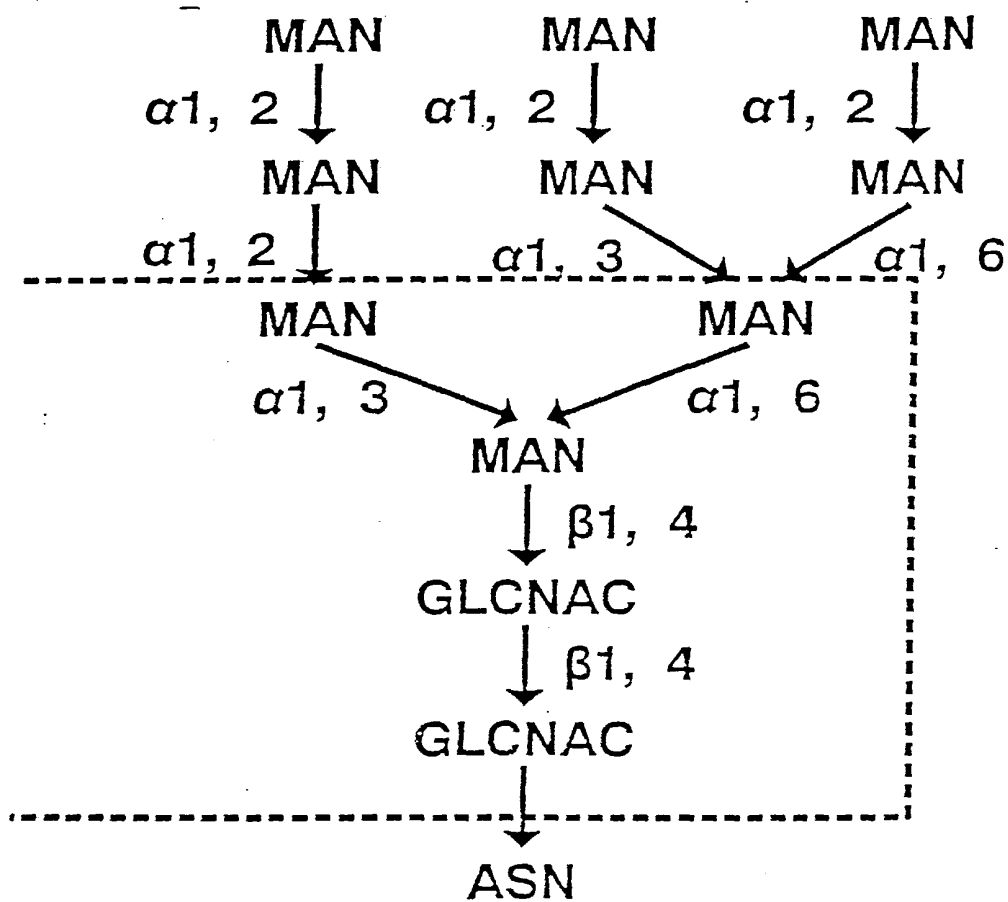 MAN MAN MAN
α1, 2 α1, 2 α1, 2
MAN MAN MAN
α1, 2 α1, 3 α1, 6
MAN MAN
α1, 3 α1, 6
MAN
β1, 4
GLCNAC
β1, 4
GLCNAC
ASN